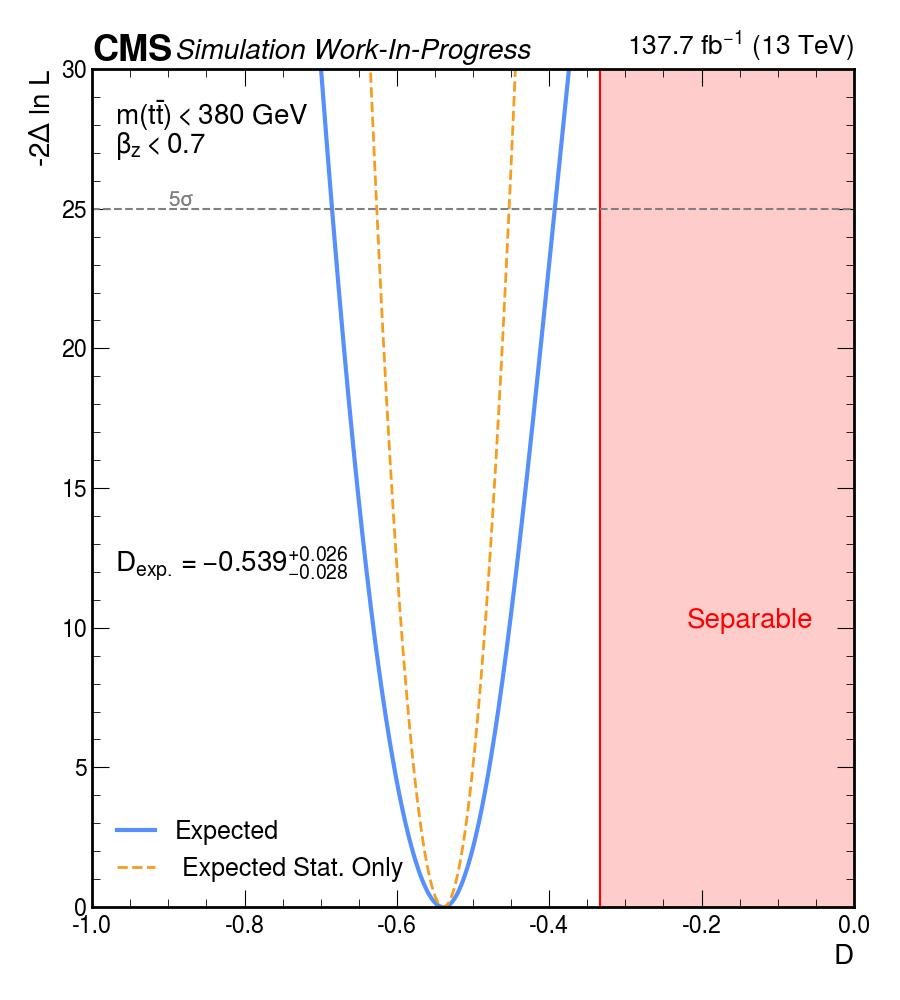 CMS Simulation Work-In-Progress 137.7 fb⁻¹ (13 TeV)
-2Δ ln L
30
m(tt̄) < 380 GeV
β_z < 0.7
5σ
25
20
15
D_exp. = −0.539 +0.026 −0.028
10
Separable
5
Expected
Expected Stat. Only
0
-1.0 -0.8 -0.6 -0.4 -0.2 0.0
D